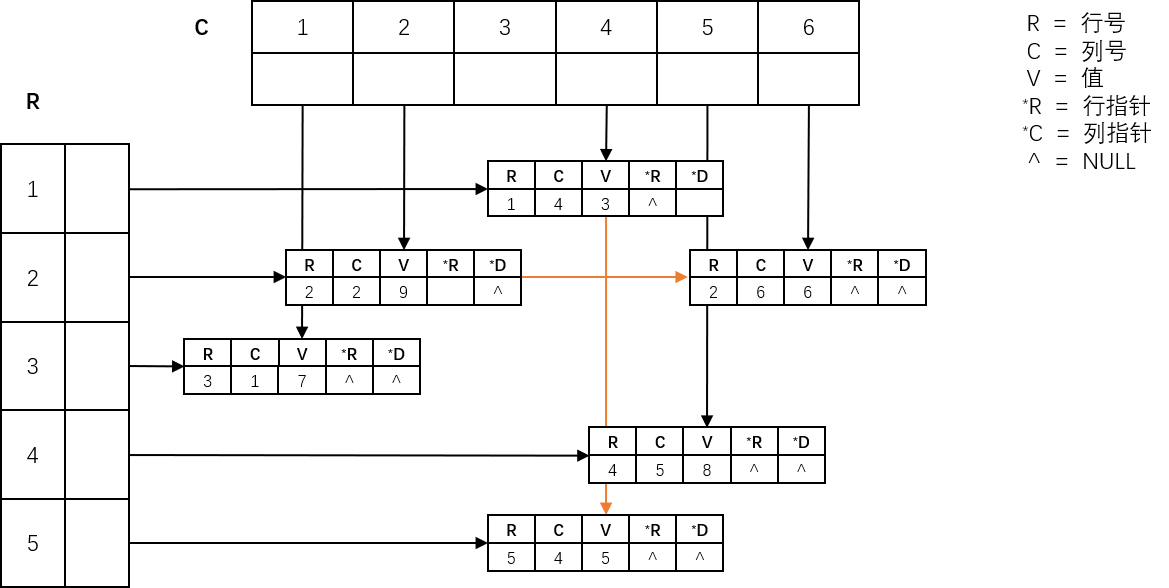 C 1 2 3 4 5 6
R = 行号
C = 列号
V = 值
*R = 行指针
*C = 列指针
^ = NULL
R
1
R C V *R *D
1 4 3 ^
2
R C V *R *D
2 2 9 ^
R C V *R *D
2 6 6 ^ ^
3
R C V *R *D
3 1 7 ^ ^
4
R C V *R *D
4 5 8 ^ ^
5
R C V *R *D
5 4 5 ^ ^